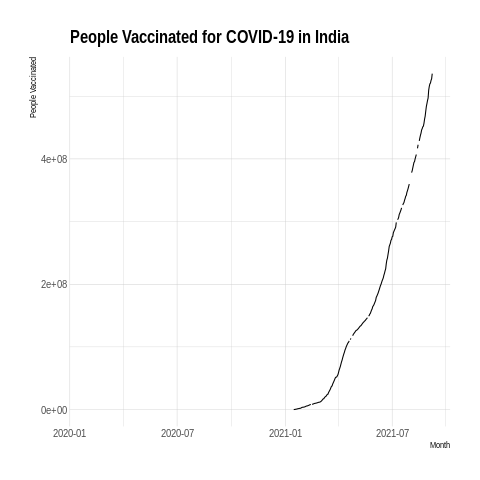 People Vaccinated for COVID-19 in India
People Vaccinated
4e+08
2e+08
0e+00
2020-01 2020-07 2021-01 2021-07
Month